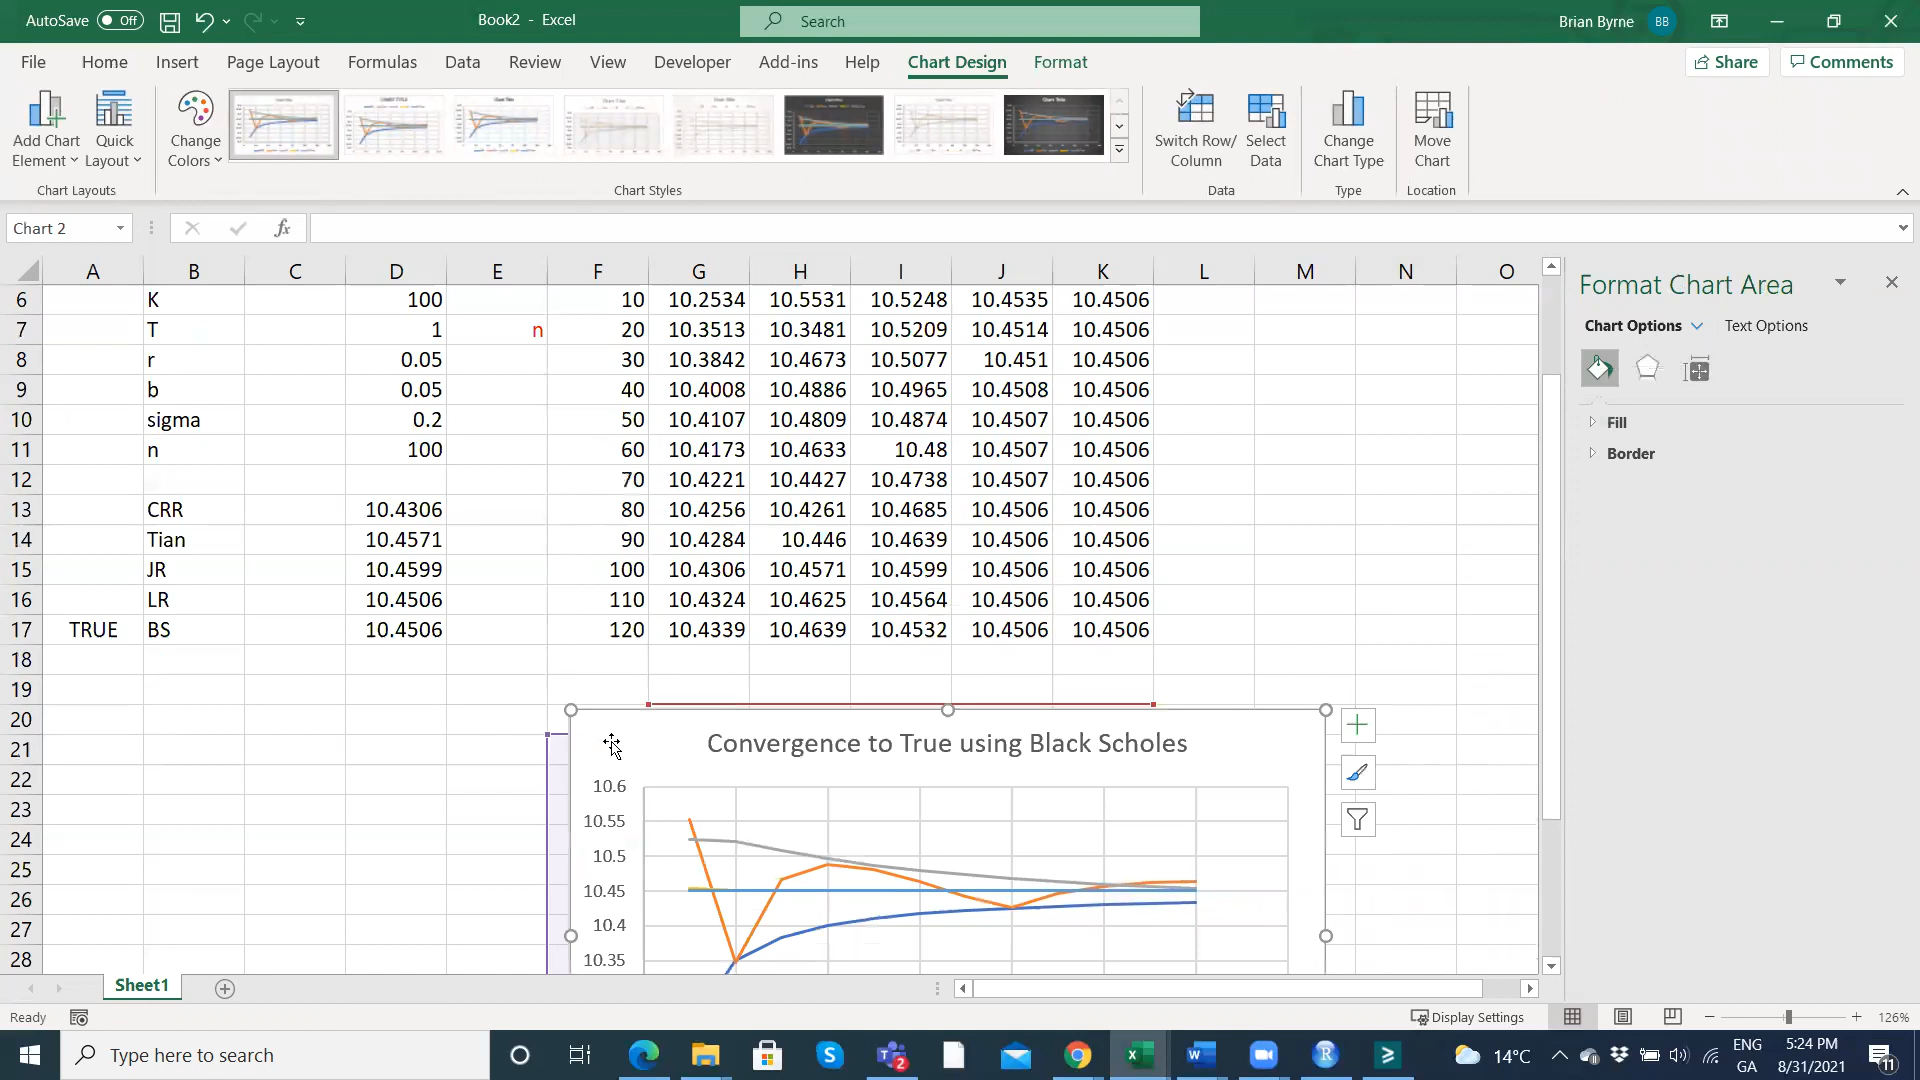 AutoSave Off
Book2 - Excel
Search
Brian Byrne BB
File Home Insert Page Layout Formulas Data Review View Developer Add-ins Help Chart Design Format
Share Comments
Add Chart Element
Quick Layout
Change Colors
Switch Row/ Column
Select Data
Change Chart Type
Move Chart
Chart Layouts Chart Styles Data Type Location
Chart 2 fx
A B C D E F G H I J K L M N O
6 K 100 10 10.2534 10.5531 10.5248 10.4535 10.4506
7 T 1 n 20 10.3513 10.3481 10.5209 10.4514 10.4506
8 r 0.05 30 10.3842 10.4673 10.5077 10.451 10.4506
9 b 0.05 40 10.4008 10.4886 10.4965 10.4508 10.4506
10 sigma 0.2 50 10.4107 10.4809 10.4874 10.4507 10.4506
11 n 100 60 10.4173 10.4633 10.48 10.4507 10.4506
12 70 10.4221 10.4427 10.4738 10.4507 10.4506
13 CRR 10.4306 80 10.4256 10.4261 10.4685 10.4506 10.4506
14 Tian 10.4571 90 10.4284 10.446 10.4639 10.4506 10.4506
15 JR 10.4599 100 10.4306 10.4571 10.4599 10.4506 10.4506
16 LR 10.4506 110 10.4324 10.4625 10.4564 10.4506 10.4506
17 TRUE BS 10.4506 120 10.4339 10.4639 10.4532 10.4506 10.4506
18
19
20
21
22
23
24
25
26
27
28
Convergence to True using Black Scholes
10.6
10.55
10.5
10.45
10.4
10.35
Format Chart Area
Chart Options Text Options
Fill
Border
Sheet1
Ready
Display Settings
126%
Type here to search
2
14°C
ENG
GA
5:24 PM
8/31/2021
11